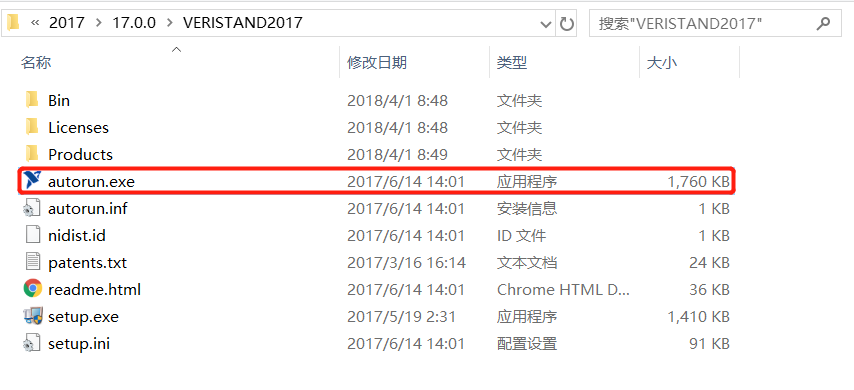 « 2017 > 17.0.0 > VERISTAND2017 搜索"VERISTAND2017"
名称 修改日期 类型 大小
Bin 2018/4/1 8:48 文件夹
Licenses 2018/4/1 8:48 文件夹
Products 2018/4/1 8:49 文件夹
autorun.exe 2017/6/14 14:01 应用程序 1,760 KB
autorun.inf 2017/6/14 14:01 安装信息 1 KB
nidist.id 2017/6/14 14:01 ID 文件 1 KB
patents.txt 2017/3/16 16:14 文本文档 24 KB
readme.html 2017/6/14 14:01 Chrome HTML D... 36 KB
setup.exe 2017/5/19 2:31 应用程序 1,410 KB
setup.ini 2017/6/14 14:01 配置设置 91 KB